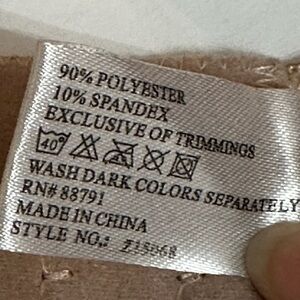 90% POLYESTER
10% SPANDEX
EXCLUSIVE OF TRIMMINGS
40°
WASH DARK COLORS SEPARATELY
RN# 88791
MADE IN CHINA
STYLE NO.: